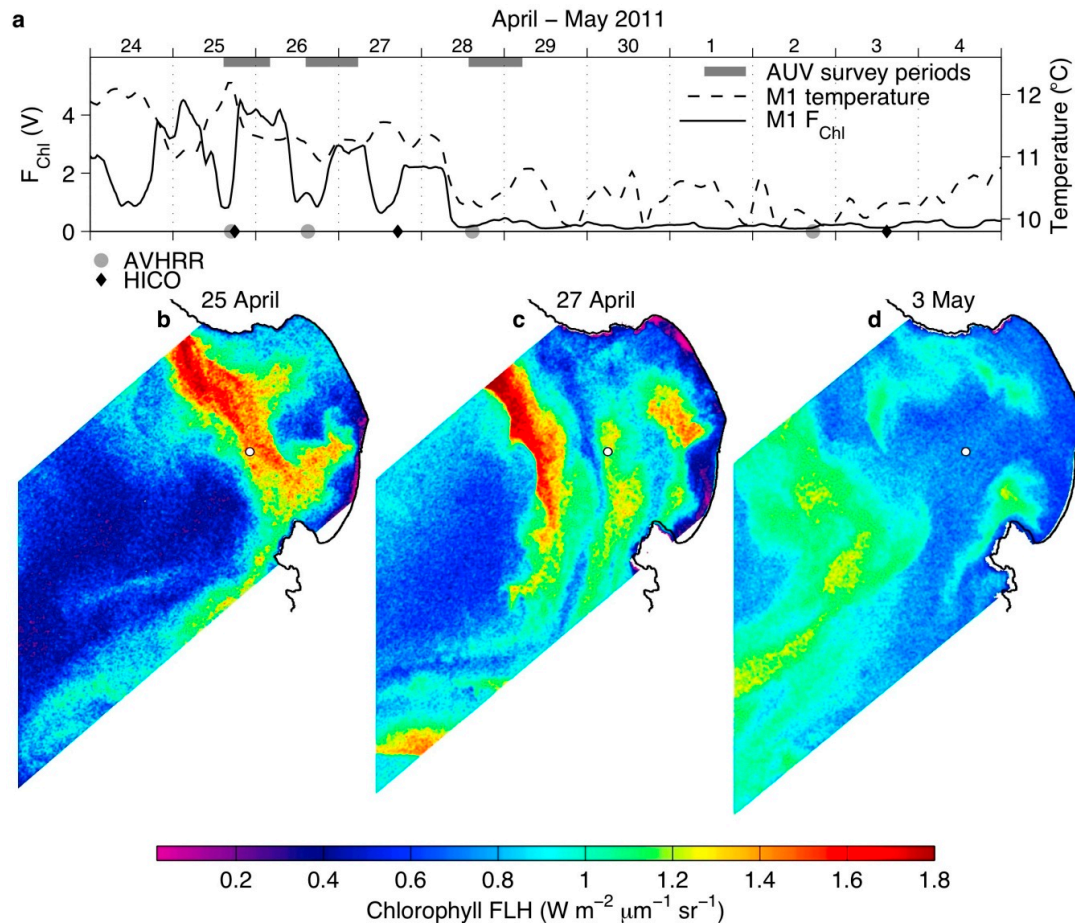 a
April – May 2011
24 25 26 27 28 29 30 1 2 3 4
AUV survey periods
M1 temperature
M1 F_Chl
F_Chl (V)
4
2
0
12
11
10
Temperature (°C)
AVHRR
HICO
25 April
27 April
3 May
b
c
d
0.2 0.4 0.6 0.8 1 1.2 1.4 1.6 1.8
Chlorophyll FLH (W m⁻² μm⁻¹ sr⁻¹)